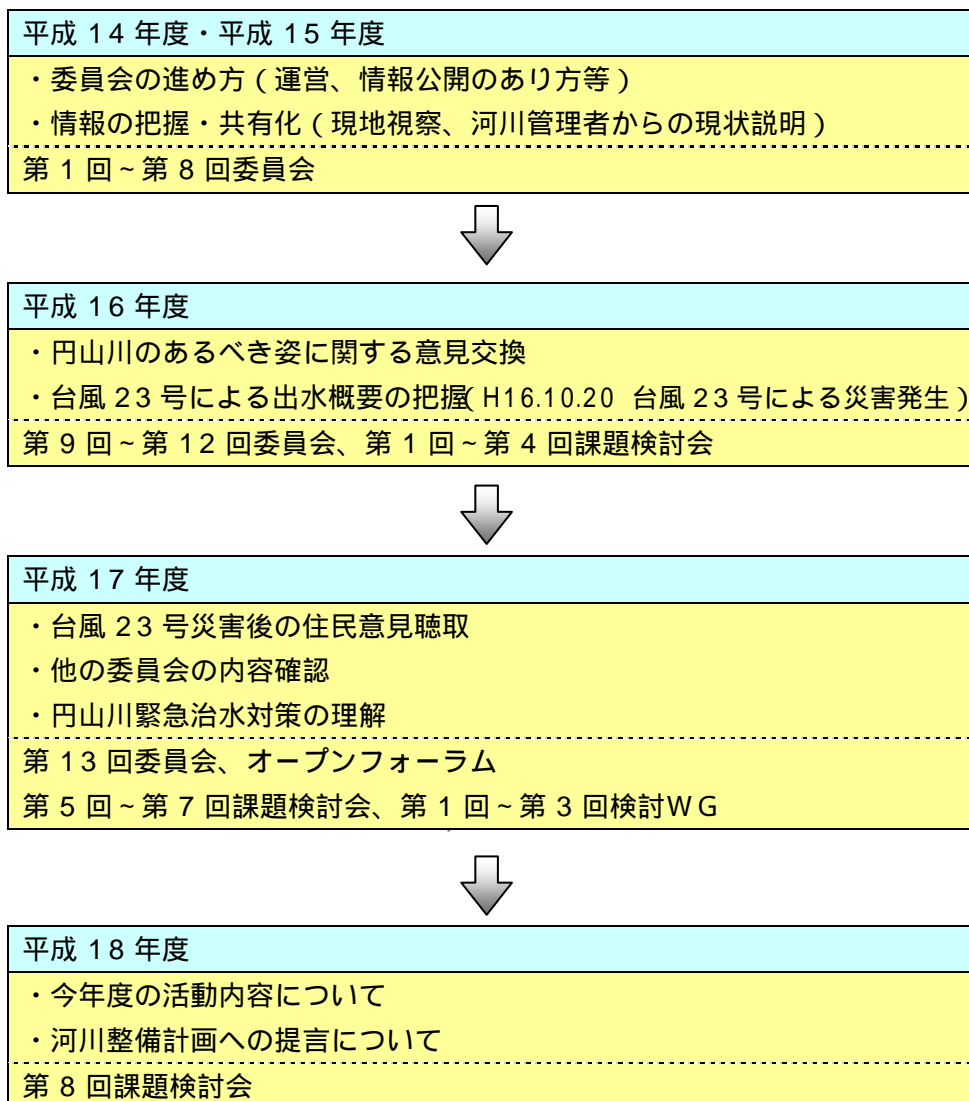 平成 14 年度・平成 15 年度
・委員会の進め方（運営、情報公開のあり方等）
・情報の把握・共有化（現地視察、河川管理者からの現状説明）
第 1 回～第 8 回委員会
平成 16 年度
・円山川のあるべき姿に関する意見交換
・台風 23 号による出水概要の把握（H16.10.20 台風 23 号による災害発生）
第 9 回～第 12 回委員会、第 1 回～第 4 回課題検討会
平成 17 年度
・台風 23 号災害後の住民意見聴取
・他の委員会の内容確認
・円山川緊急治水対策の理解
第 13 回委員会、オープンフォーラム
第 5 回～第 7 回課題検討会、第 1 回～第 3 回検討ＷＧ
平成 18 年度
・今年度の活動内容について
・河川整備計画への提言について
第 8 回課題検討会